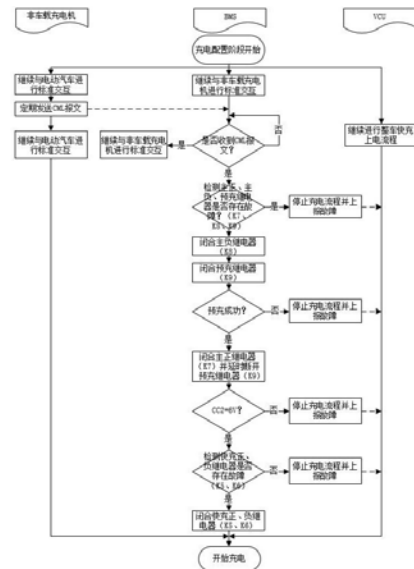 非车载充电机
BMS
VCU
充电配置阶段开始
继续与电动汽车进
行标准交互
继续与非车载充电
机进行标准交互
定期发送CML报文
继续与电动汽车进
行标准交互
继续与非车载充电
机进行标准交互
是
是否收到CML报
文？
否
继续进行整车快充
上电流程
是
检测主正、主
负、预充继电
器是否存在故
障？（K7、
K8、K9）
是
停止充电流程并上
报故障
闭合主负继电器
（K8）
闭合预充继电器
（K9）
预充成功？
否
停止充电流程并上
报故障
是
闭合主正继电器
（K7）并延时断开
预充继电器（K9）
CC2=6V？
否
停止充电流程并上
报故障
是
检测快充正、
负继电器是否
存在故障
（K5、K6）
否
停止充电流程并上
报故障
是
闭合快充正、负继
电器（K5、K6）
开始充电